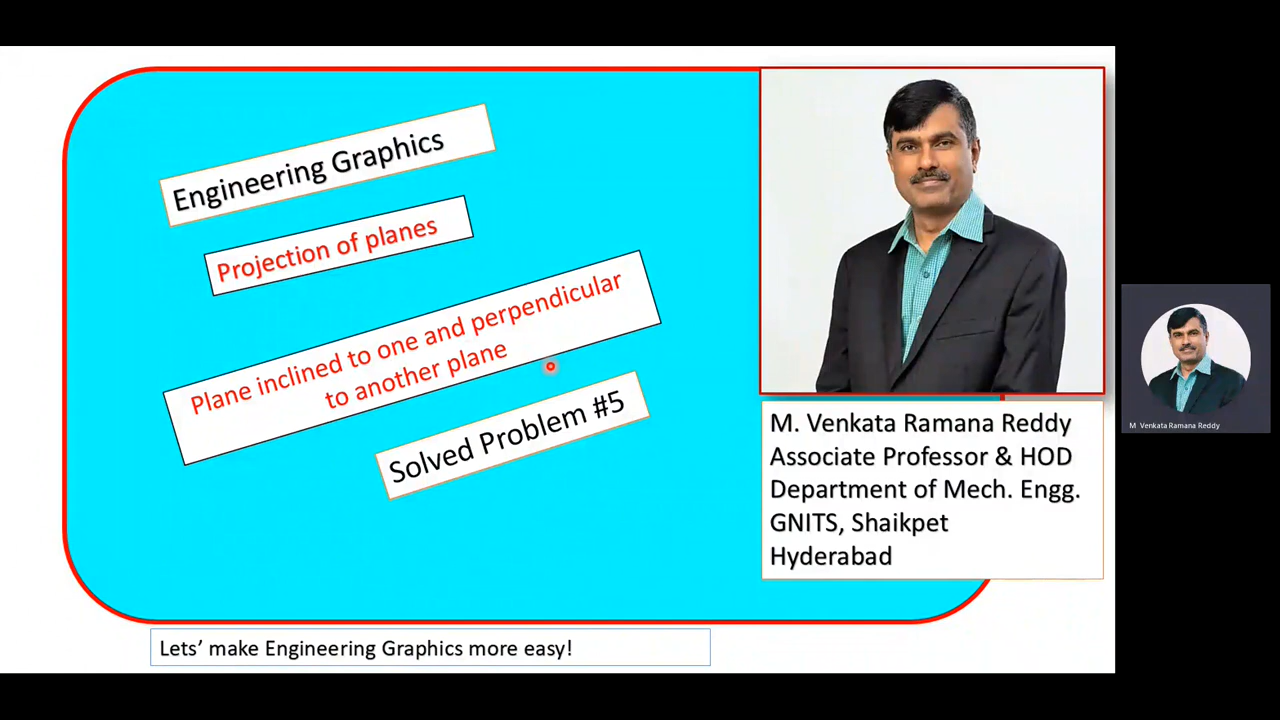 Engineering Graphics
Projection of planes
Plane inclined to one and perpendicular
to another plane
Solved Problem #5
M. Venkata Ramana Reddy
Associate Professor & HOD
Department of Mech. Engg.
GNITS, Shaikpet
Hyderabad
M Venkata Ramana Reddy
Lets’ make Engineering Graphics more easy!